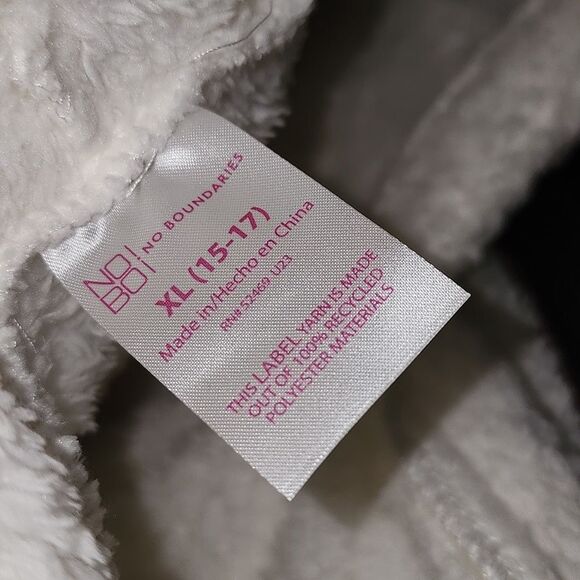 NO
BO
NO BOUNDARIES
XL (15-17)
Made in/Hecho en China
RN# 52469 U23
THIS LABEL YARN IS MADE
OUT OF 100% RECYCLED
POLYESTER MATERIALS